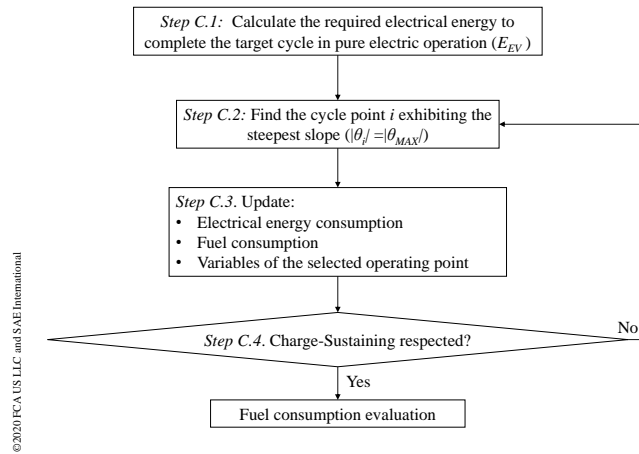 Step C.1: Calculate the required electrical energy to
complete the target cycle in pure electric operation (E_EV )
Step C.2: Find the cycle point i exhibiting the
steepest slope (|θ_i| =|θ_MAX|)
Step C.3. Update:
• Electrical energy consumption
• Fuel consumption
• Variables of the selected operating point
Step C.4. Charge-Sustaining respected?
No
Yes
Fuel consumption evaluation
©2020 FCA US LLC and SAE International